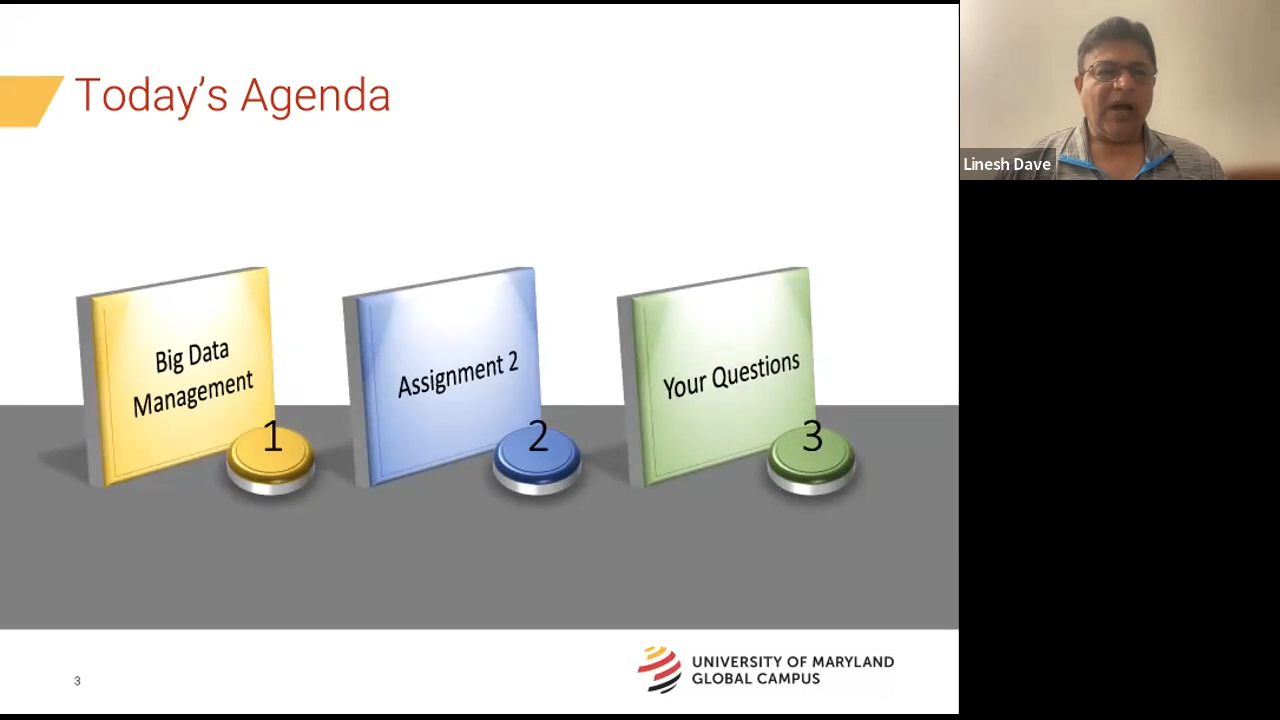 Today’s Agenda
Linesh Dave
Big Data
Management
1
Assignment 2
2
Your Questions
3
3
UNIVERSITY OF MARYLAND
GLOBAL CAMPUS